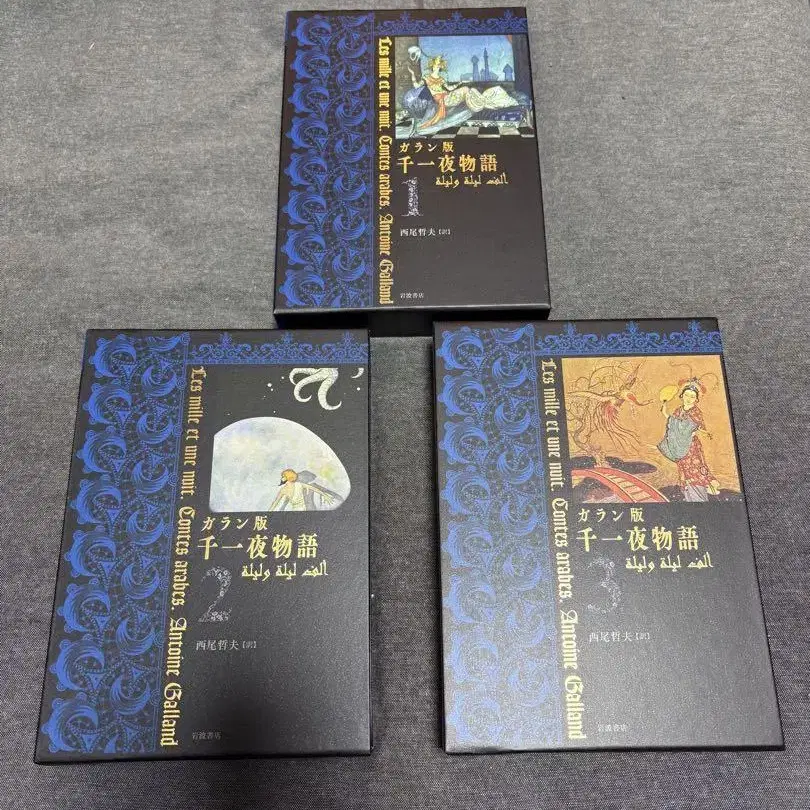 Les mille et une nuit. Contes arabes. Antoine Galland
ガラン版
千一夜物語
ألف ليلة وليلة
1
西尾哲夫【訳】
岩波書店
Les mille et une nuit. Contes arabes. Antoine Galland
ガラン版
千一夜物語
ألف ليلة وليلة
2
西尾哲夫【訳】
岩波書店
Les mille et une nuit. Contes arabes. Antoine Galland
ガラン版
千一夜物語
ألف ليلة وليلة
3
西尾哲夫【訳】
岩波書店